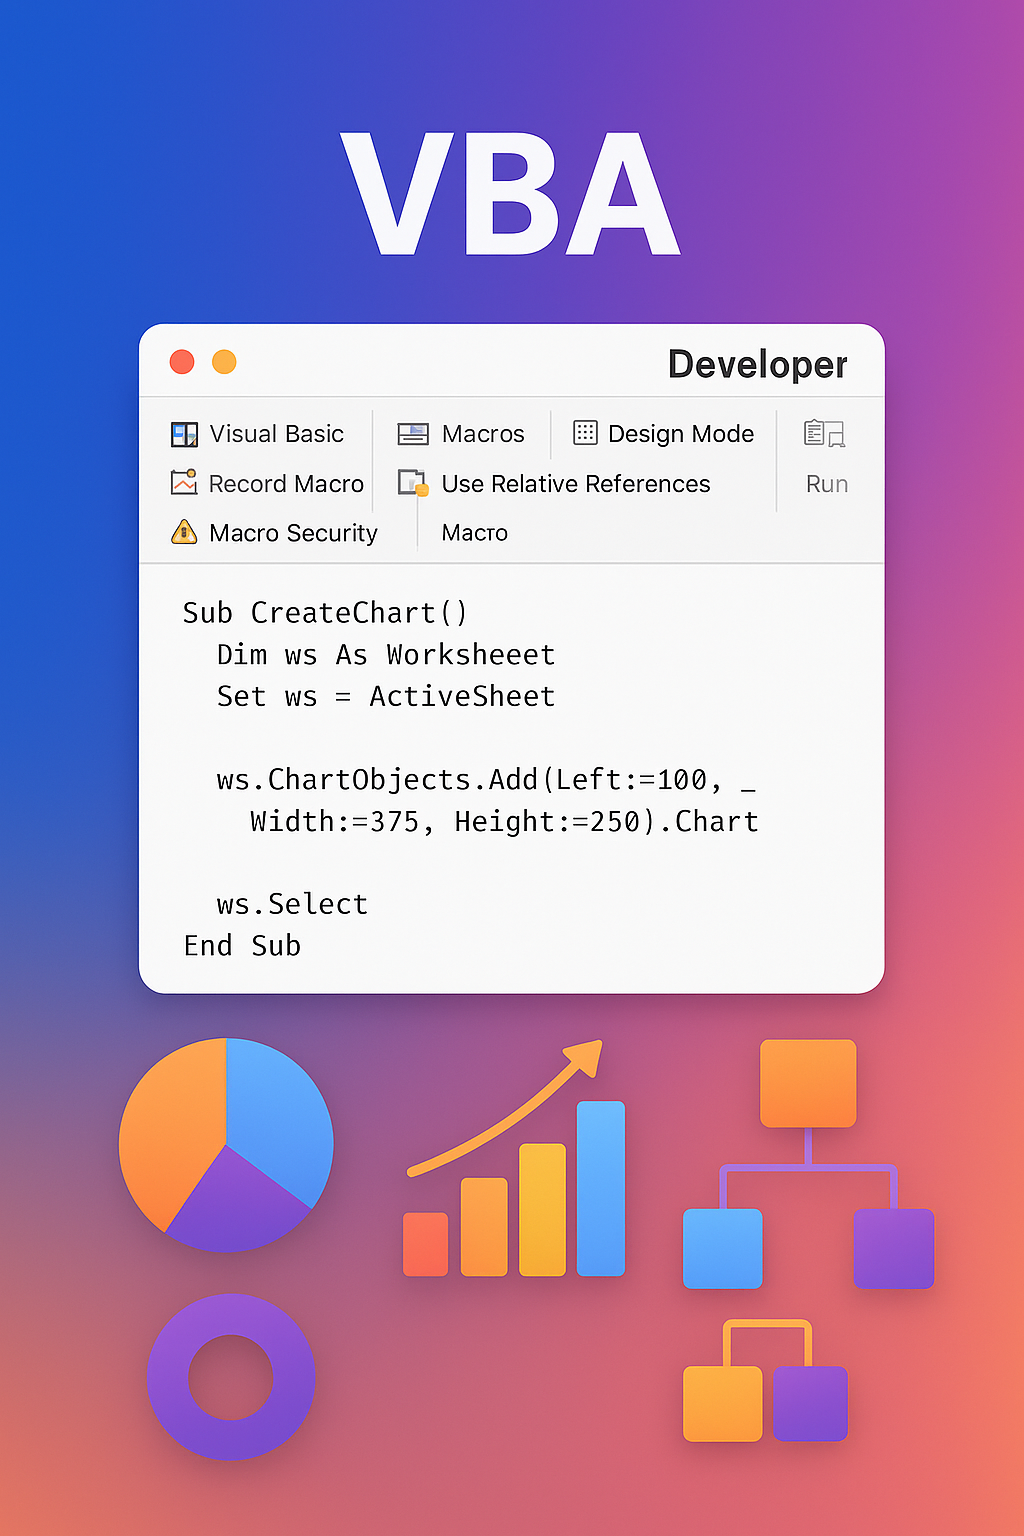 VBA
Developer
Visual Basic
Macros
Design Mode
Record Macro
Use Relative References
Run
Macro Security
Macтo
Sub CreateChart()
  Dim ws As Worksheeet
  Set ws = ActiveSheet
  ws.ChartObjects.Add(Left:=100, _
    Width:=375, Height:=250).Chart
  ws.Select
End Sub